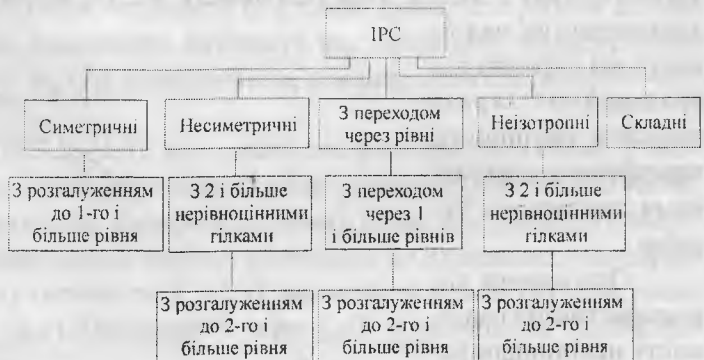 ІРС
Симетричні
Несиметричні
З переходом
через рівні
Неізотропні
Складні
З розгалуженням
до 1-го і
більше рівня
З 2 і більше
нерівноцінними
гілками
З переходом
через 1
і більше рівнів
З 2 і більше
нерівноцінними
гілками
З розгалуженням
до 2-го і
більше рівня
З розгалуженням
до 2-го і
більше рівня
З розгалуженням
до 2-го і
більше рівня